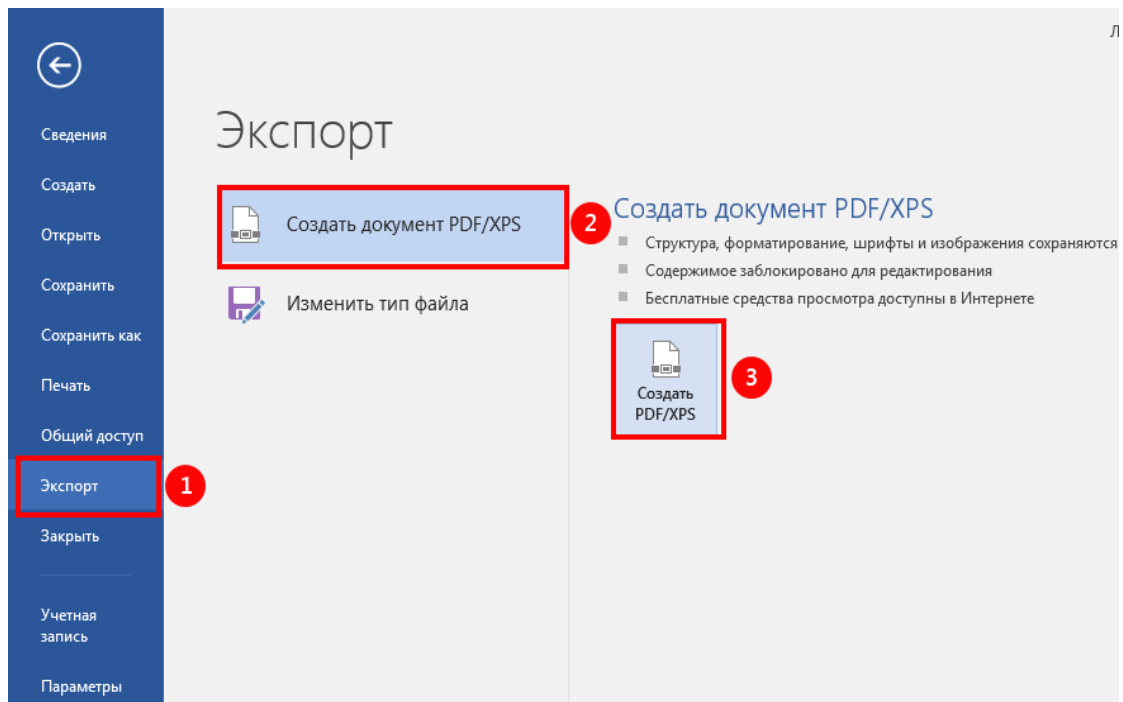 Л
Сведения
Создать
Открыть
Сохранить
Сохранить как
Печать
Общий доступ
Экспорт
1
Закрыть
Учетная
запись
Параметры
Экспорт
Создать документ PDF/XPS
2
Изменить тип файла
Создать документ PDF/XPS
Структура, форматирование, шрифты и изображения сохраняются
Содержимое заблокировано для редактирования
Бесплатные средства просмотра доступны в Интернете
Создать
PDF/XPS
3